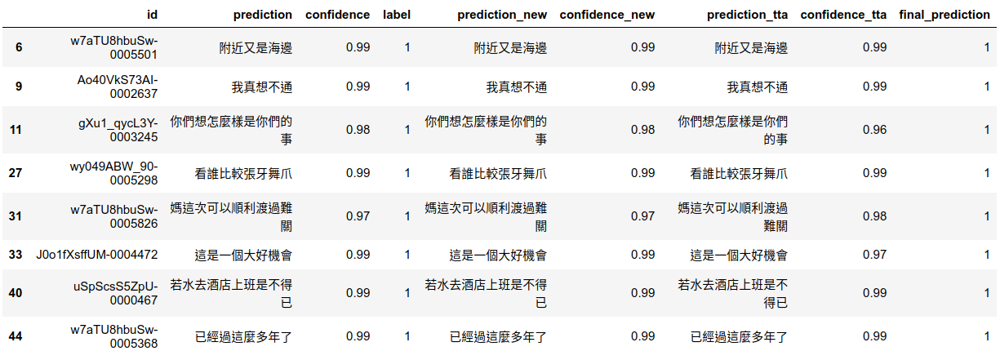 id prediction confidence label prediction_new confidence_new prediction_tta confidence_tta final_prediction
6 w7aTU8hbuSw-0005501 附近又是海邊 0.99 1 附近又是海邊 0.99 附近又是海邊 0.99 1
9 Ao40VkS73AI-0002637 我真想不通 0.99 1 我真想不通 0.99 我真想不通 0.99 1
11 gXu1_qycL3Y-0003245 你們想怎麼樣是你們的事 0.98 1 你們想怎麼樣是你們的事 0.98 你們想怎麼樣是你們的事 0.96 1
27 wy049ABW_90-0005298 看誰比較張牙舞爪 0.99 1 看誰比較張牙舞爪 0.99 看誰比較張牙舞爪 0.99 1
31 w7aTU8hbuSw-0005826 媽這次可以順利渡過難關 0.97 1 媽這次可以順利渡過難關 0.97 媽這次可以順利渡過難關 0.98 1
33 J0o1fXsffUM-0004472 這是一個大好機會 0.99 1 這是一個大好機會 0.99 這是一個大好機會 0.97 1
40 uSpScsS5ZpU-0000467 若水去酒店上班是不得已 0.99 1 若水去酒店上班是不得已 0.99 若水去酒店上班是不得已 0.99 1
44 w7aTU8hbuSw-0005368 已經過這麼多年了 0.99 1 已經過這麼多年了 0.99 已經過這麼多年了 0.99 1